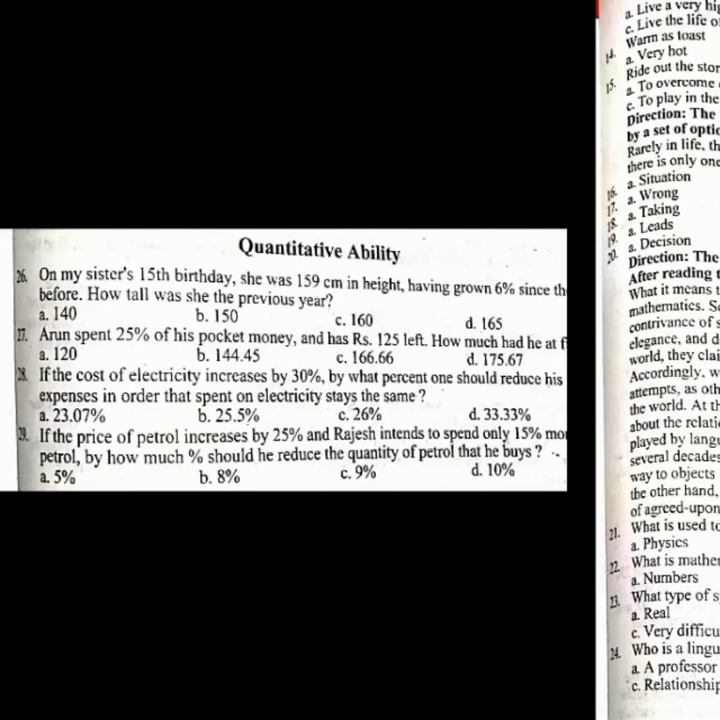 Quantitative Ability
26. On my sister's 15th birthday, she was 159 cm in height, having grown 6% since th
before. How tall was she the previous year?
a. 140 b. 150 c. 160 d. 165
27. Arun spent 25% of his pocket money, and has Rs. 125 left. How much had he at f
a. 120 b. 144.45 c. 166.66 d. 175.67
28. If the cost of electricity increases by 30%, by what percent one should reduce his
expenses in order that spent on electricity stays the same ?
a. 23.07% b. 25.5% c. 26% d. 33.33%
29. If the price of petrol increases by 25% and Rajesh intends to spend only 15% mo
petrol, by how much % should he reduce the quantity of petrol that he buys ?
a. 5% b. 8% c. 9% d. 10%
a. Live a very hig
c. Live the life o
14. Warm as toast
a. Very hot
15. Ride out the stor
a. To overcome
c. To play in the
Direction: The
by a set of optio
Rarely in life, th
there is only one
16. a. Situation
17. a. Wrong
18. a. Taking
19. a. Leads
20. a. Decision
Direction: The
After reading t
What it means t
mathematics. So
contrivance of s
elegance, and d
world, they clai
Accordingly, w
attempts, as oth
the world. At th
about the relatio
played by langu
several decades
way to objects
the other hand,
of agreed-upon
21. What is used to
a. Physics
22. What is mather
a. Numbers
23. What type of s
a. Real
c. Very difficu
24. Who is a lingu
a. A professor
c. Relationship